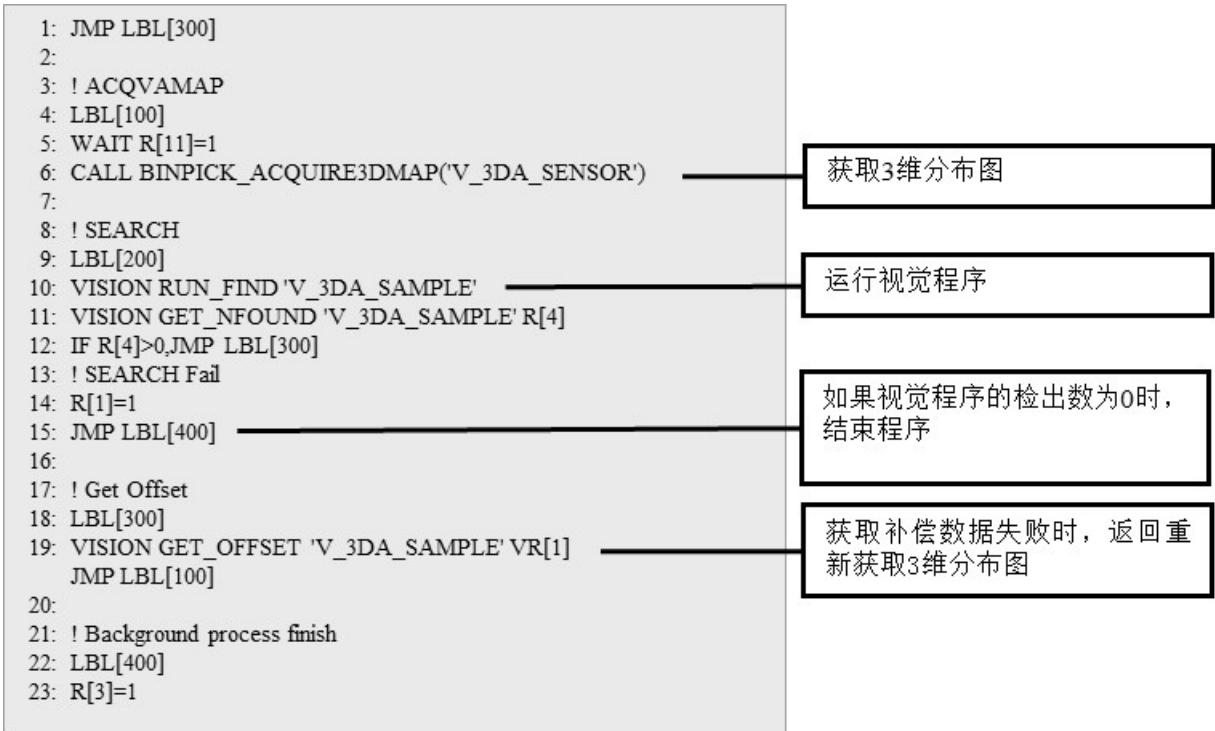 1: JMP LBL[300]
2:
3: ! ACQVAMAP
4: LBL[100]
5: WAIT R[11]=1
6: CALL BINPICK_ACQUIRE3DMAP('V_3DA_SENSOR')
获取3维分布图
7:
8: ! SEARCH
9: LBL[200]
10: VISION RUN_FIND 'V_3DA_SAMPLE'
运行视觉程序
11: VISION GET_NFOUND 'V_3DA_SAMPLE' R[4]
12: IF R[4]>0,JMP LBL[300]
13: ! SEARCH Fail
14: R[1]=1
15: JMP LBL[400]
如果视觉程序的检出数为0时，
结束程序
16:
17: ! Get Offset
18: LBL[300]
19: VISION GET_OFFSET 'V_3DA_SAMPLE' VR[1]
JMP LBL[100]
获取补偿数据失败时，返回重
新获取3维分布图
20:
21: ! Background process finish
22: LBL[400]
23: R[3]=1